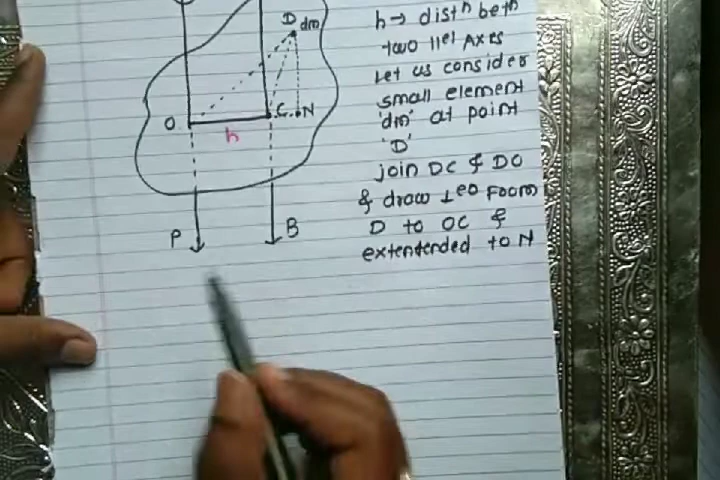 D dm
O C N
h
P B
h → distn betn
two llel Axes
Let us consider
small element
'dm' at point
'D'
join DC & DO
& draw ⊥eo From
D to OC &
extentended to N